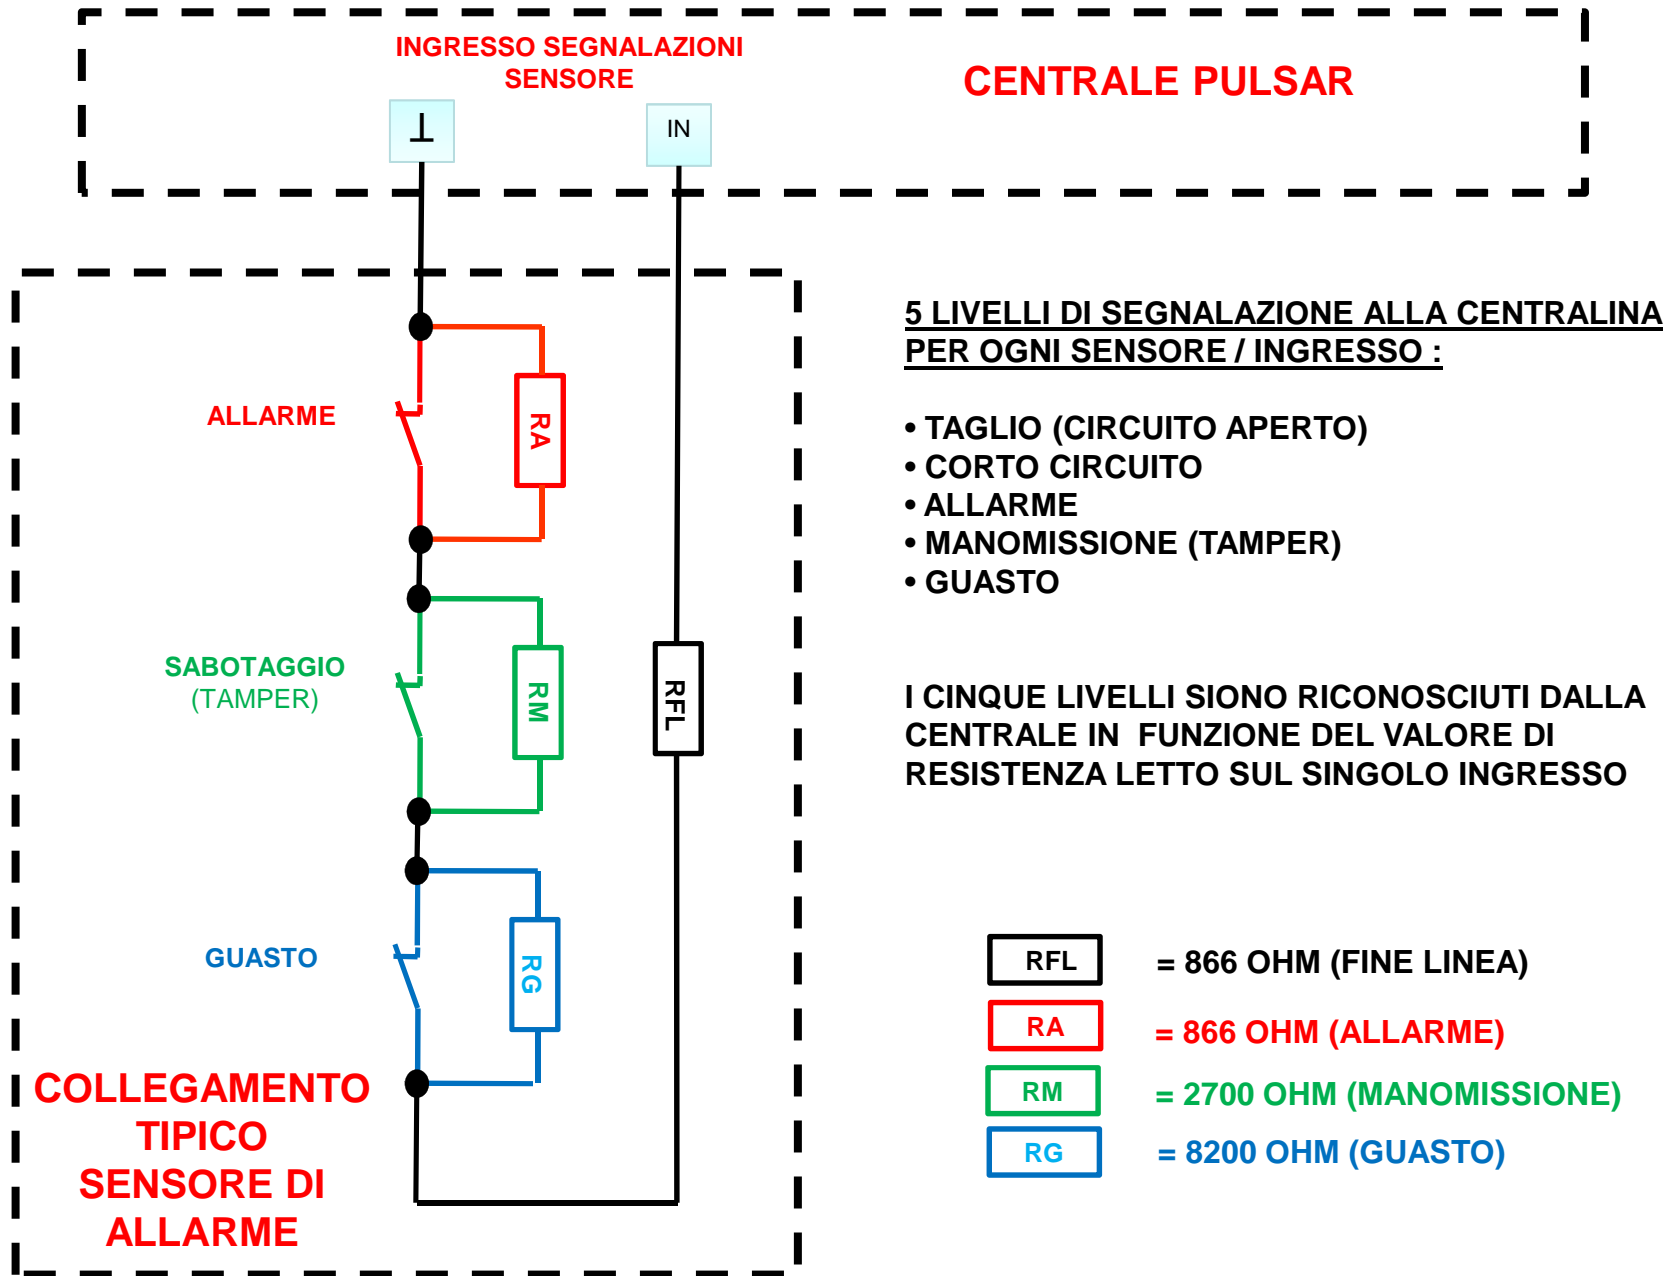 INGRESSO SEGNALAZIONI
SENSORE
CENTRALE PULSAR
⊥
IN
ALLARME
RA
SABOTAGGIO
(TAMPER)
RM
RFL
GUASTO
RG
COLLEGAMENTO
TIPICO
SENSORE DI
ALLARME
5 LIVELLI DI SEGNALAZIONE ALLA CENTRALINA
PER OGNI SENSORE / INGRESSO :
• TAGLIO (CIRCUITO APERTO)
• CORTO CIRCUITO
• ALLARME
• MANOMISSIONE (TAMPER)
• GUASTO
I CINQUE LIVELLI SIONO RICONOSCIUTI DALLA
CENTRALE IN  FUNZIONE DEL VALORE DI
RESISTENZA LETTO SUL SINGOLO INGRESSO
RFL = 866 OHM (FINE LINEA)
RA = 866 OHM (ALLARME)
RM = 2700 OHM (MANOMISSIONE)
RG = 8200 OHM (GUASTO)